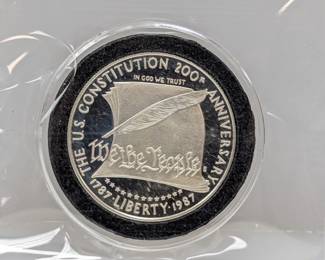 THE U.S. CONSTITUTION 200TH ANNIVERSARY
IN GOD WE TRUST
We the People
1787·LIBERTY·1987